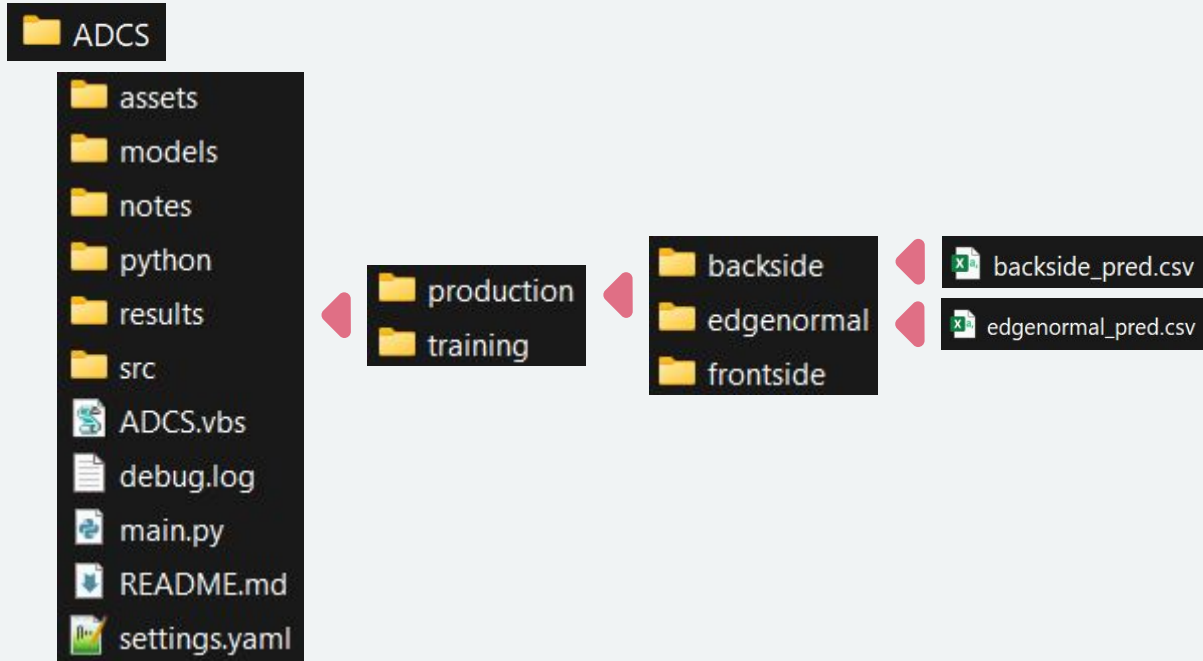 ADCS
assets
models
notes
python
results
src
ADCS.vbs
debug.log
main.py
README.md
settings.yaml
production
training
backside
edgenormal
frontside
backside_pred.csv
edgenormal_pred.csv